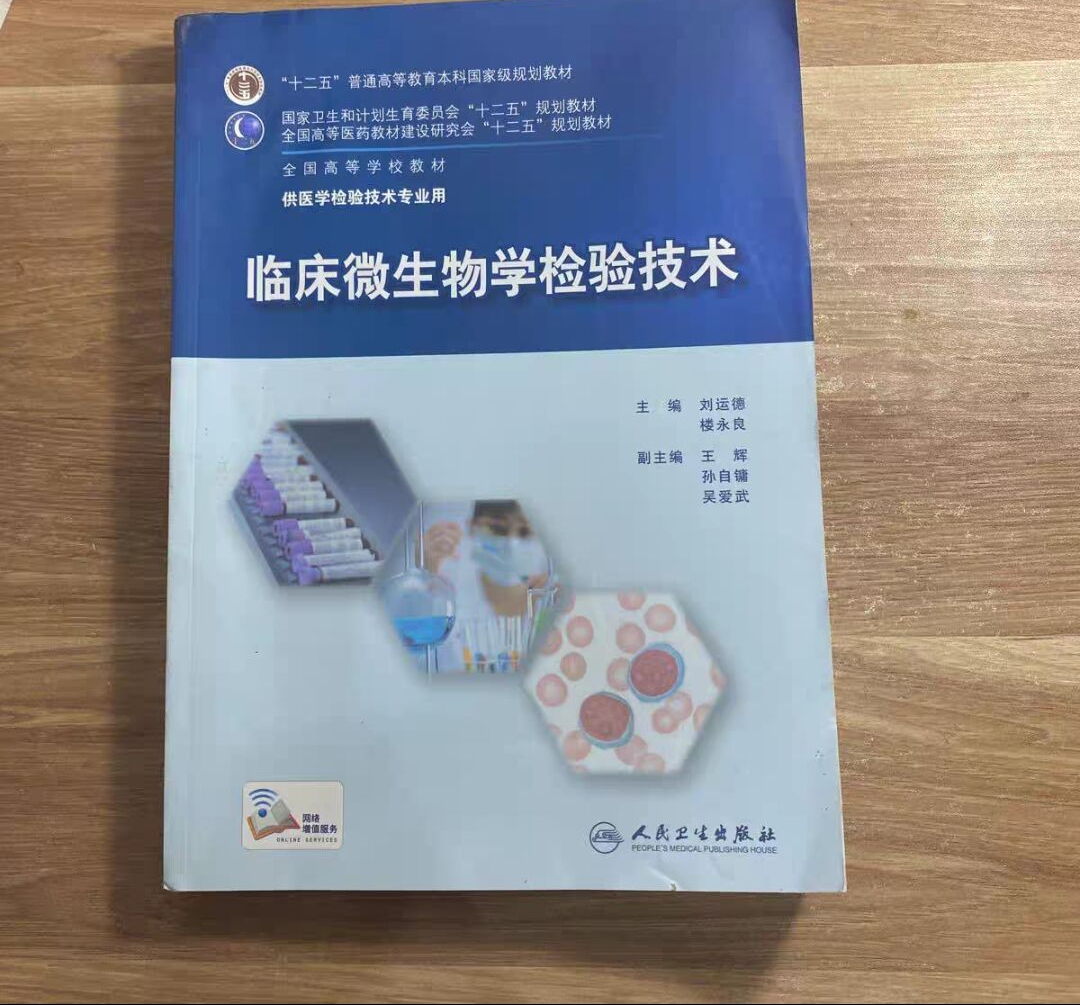 “十二五”普通高等教育本科国家级规划教材
国家卫生和计划生育委员会“十二五”规划教材
全国高等医药教材建设研究会“十二五”规划教材
全国高等学校教材
供医学检验技术专业用
临床微生物学检验技术
主 编 刘运德
楼永良
副主编 王 辉
孙自镛
吴爱武
网络
增值服务
ONLINE SERVICES
人民卫生出版社
PEOPLE'S MEDICAL PUBLISHING HOUSE